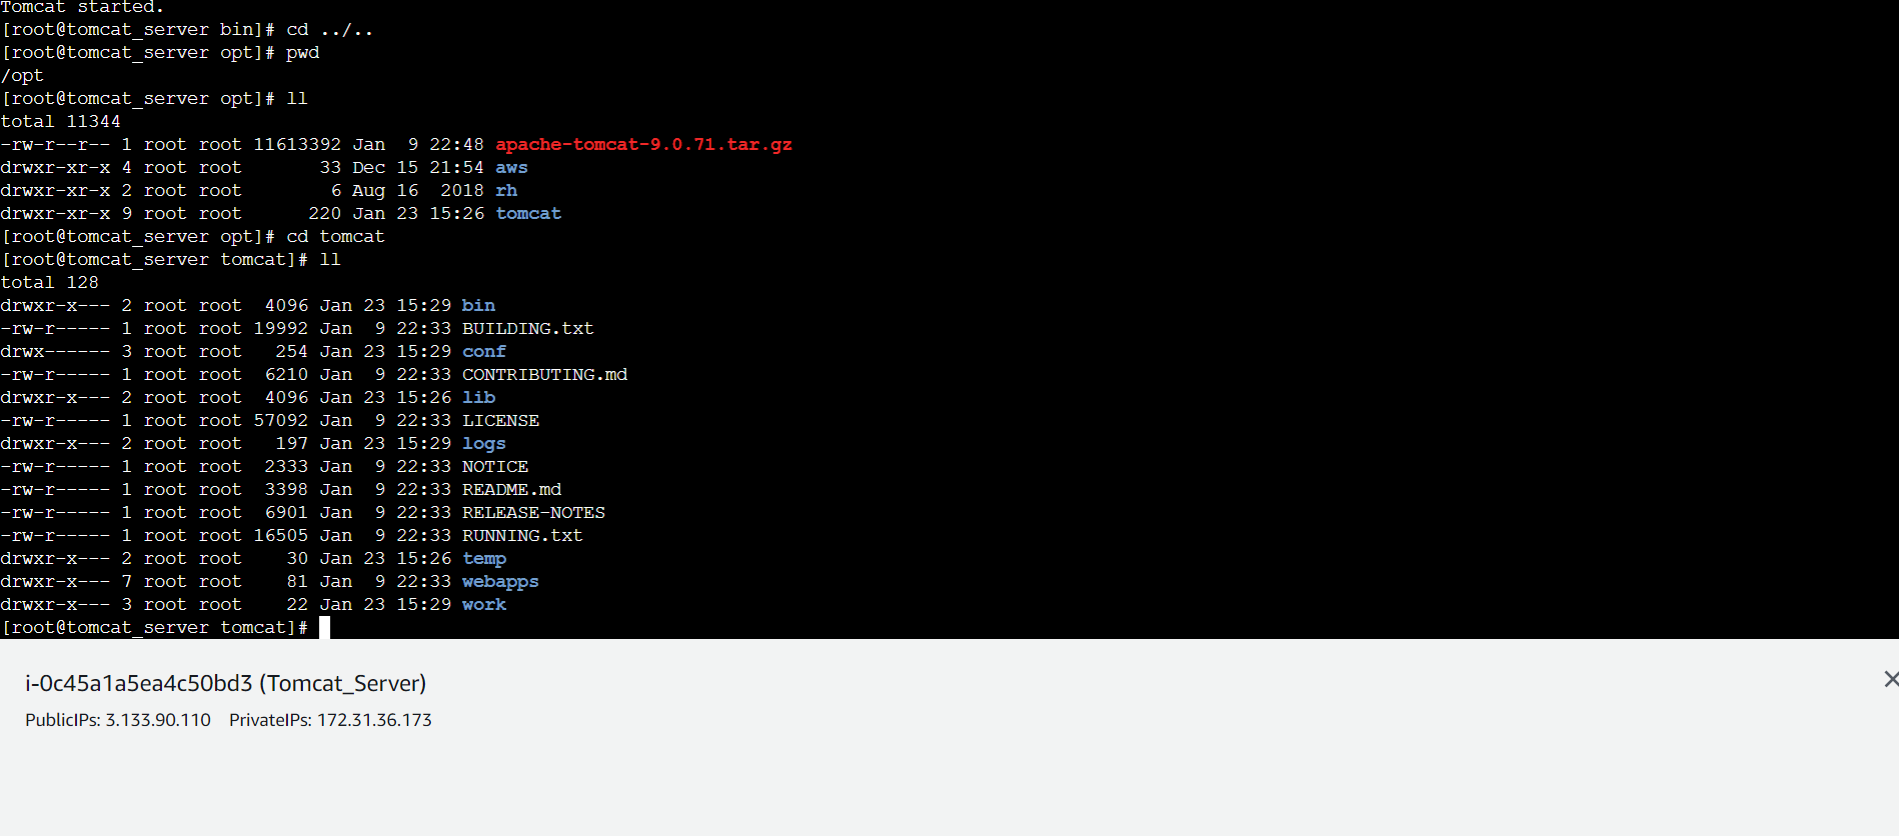 Tomcat started.
[root@tomcat_server bin]# cd ../..
[root@tomcat_server opt]# pwd
/opt
[root@tomcat_server opt]# ll
total 11344
-rw-r--r-- 1 root root 11613392 Jan  9 22:48 apache-tomcat-9.0.71.tar.gz
drwxr-xr-x 4 root root       33 Dec 15 21:54 aws
drwxr-xr-x 2 root root        6 Aug 16  2018 rh
drwxr-xr-x 9 root root      220 Jan 23 15:26 tomcat
[root@tomcat_server opt]# cd tomcat
[root@tomcat_server tomcat]# ll
total 128
drwxr-x--- 2 root root  4096 Jan 23 15:29 bin
-rw-r----- 1 root root 19992 Jan  9 22:33 BUILDING.txt
drwx------ 3 root root   254 Jan 23 15:29 conf
-rw-r----- 1 root root  6210 Jan  9 22:33 CONTRIBUTING.md
drwxr-x--- 2 root root  4096 Jan 23 15:26 lib
-rw-r----- 1 root root 57092 Jan  9 22:33 LICENSE
drwxr-x--- 2 root root   197 Jan 23 15:29 logs
-rw-r----- 1 root root  2333 Jan  9 22:33 NOTICE
-rw-r----- 1 root root  3398 Jan  9 22:33 README.md
-rw-r----- 1 root root  6901 Jan  9 22:33 RELEASE-NOTES
-rw-r----- 1 root root 16505 Jan  9 22:33 RUNNING.txt
drwxr-x--- 2 root root    30 Jan 23 15:26 temp
drwxr-x--- 7 root root    81 Jan  9 22:33 webapps
drwxr-x--- 3 root root    22 Jan 23 15:29 work
[root@tomcat_server tomcat]#
i-0c45a1a5ea4c50bd3 (Tomcat_Server)
PublicIPs: 3.133.90.110 PrivateIPs: 172.31.36.173